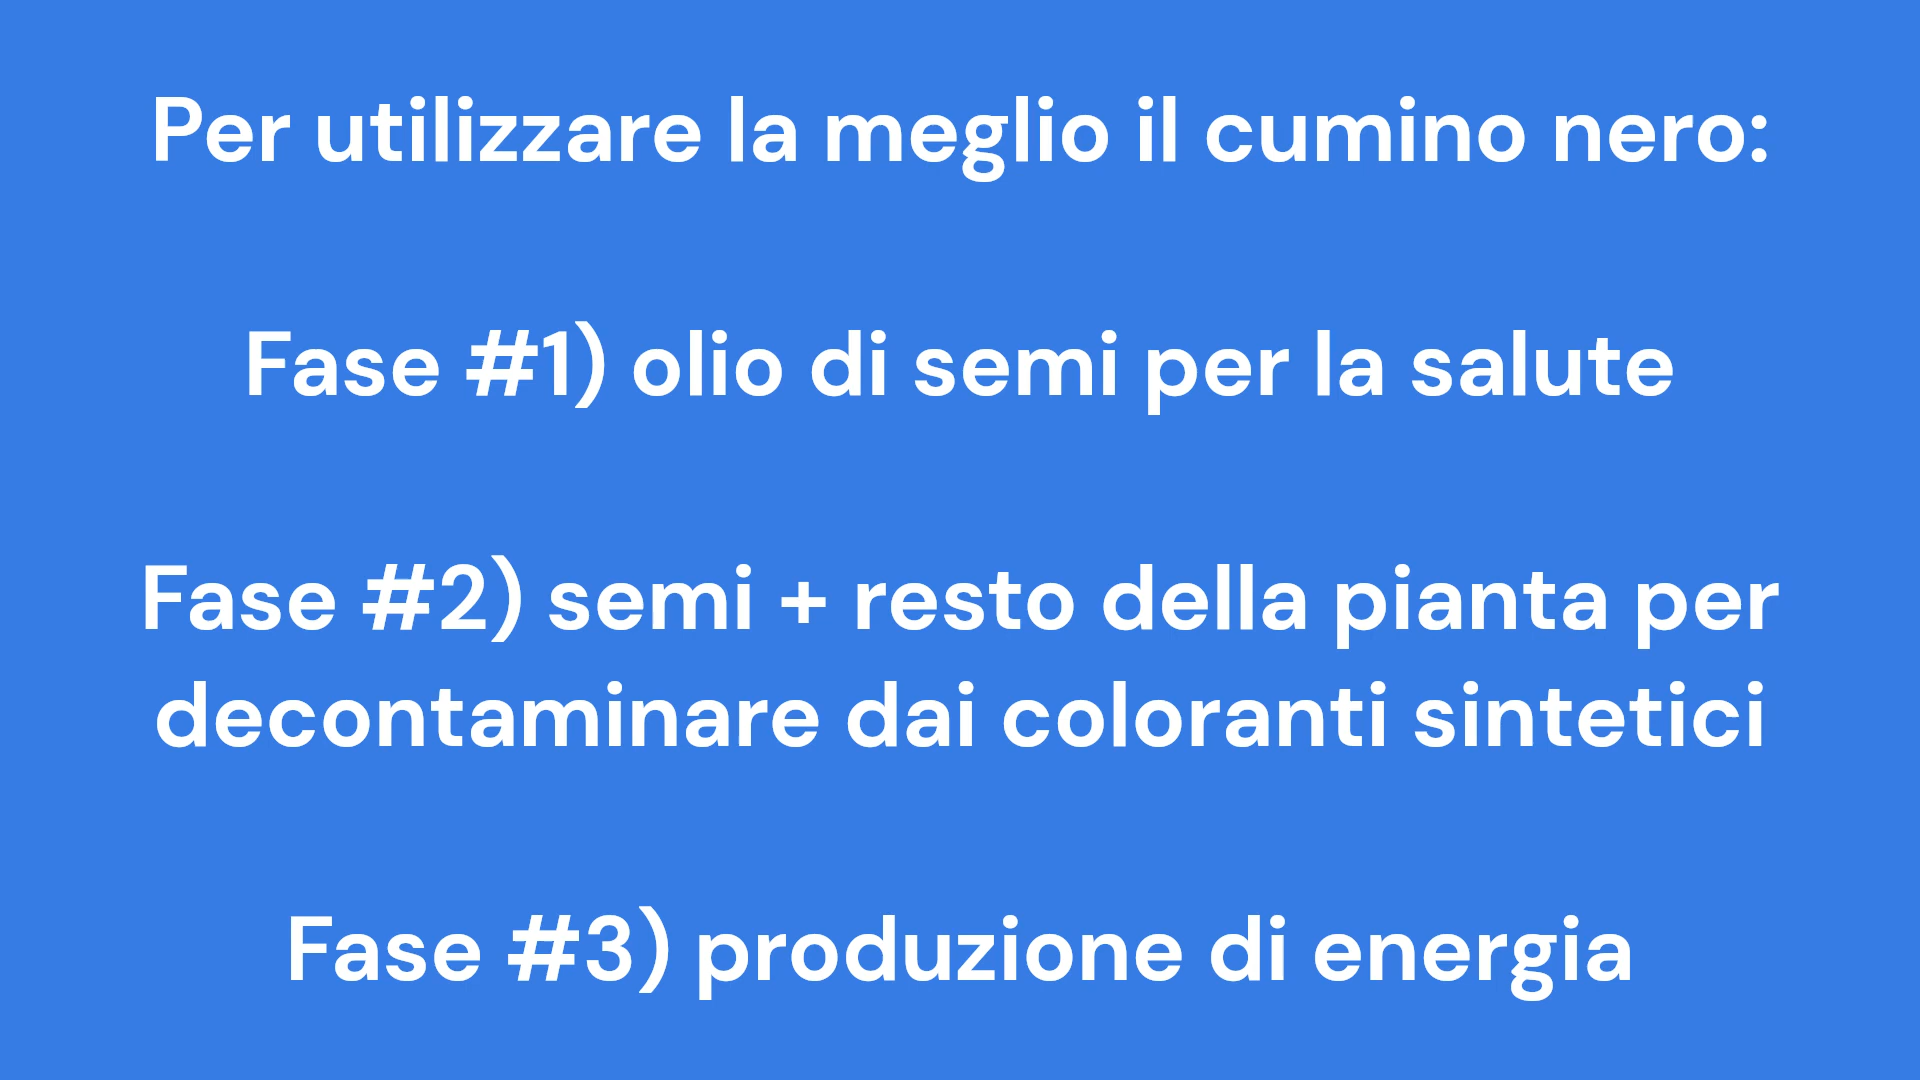 Per utilizzare la meglio il cumino nero:
Fase #1) olio di semi per la salute
Fase #2) semi + resto della pianta per
decontaminare dai coloranti sintetici
Fase #3) produzione di energia